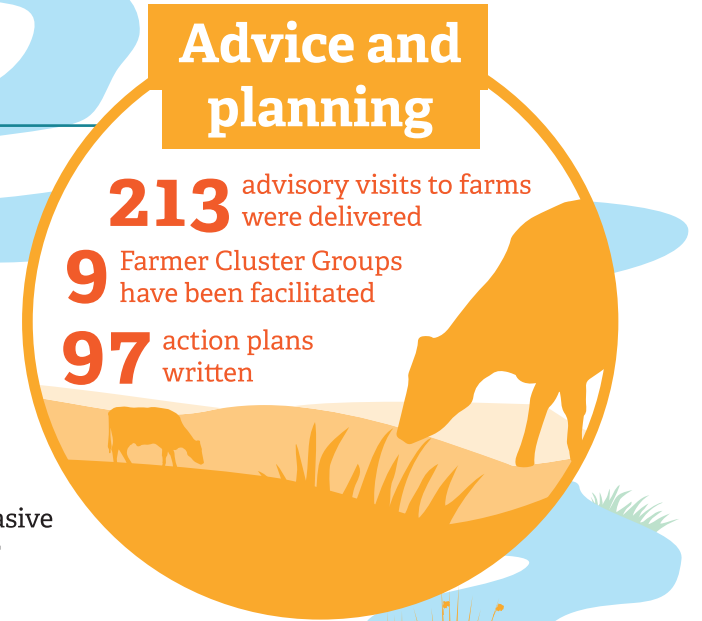 Advice and
planning
213 advisory visits to farms
were delivered
9 Farmer Cluster Groups
have been facilitated
97 action plans
written